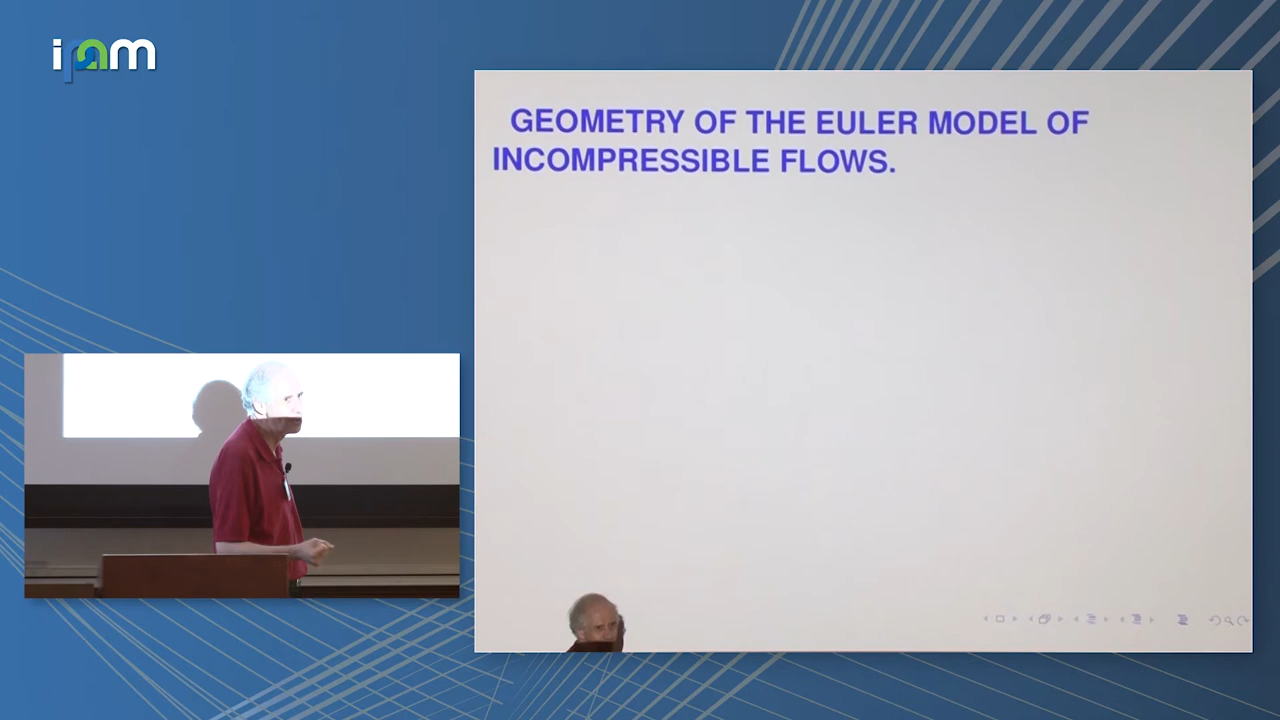 ipam
GEOMETRY OF THE EULER MODEL OF
INCOMPRESSIBLE FLOWS.